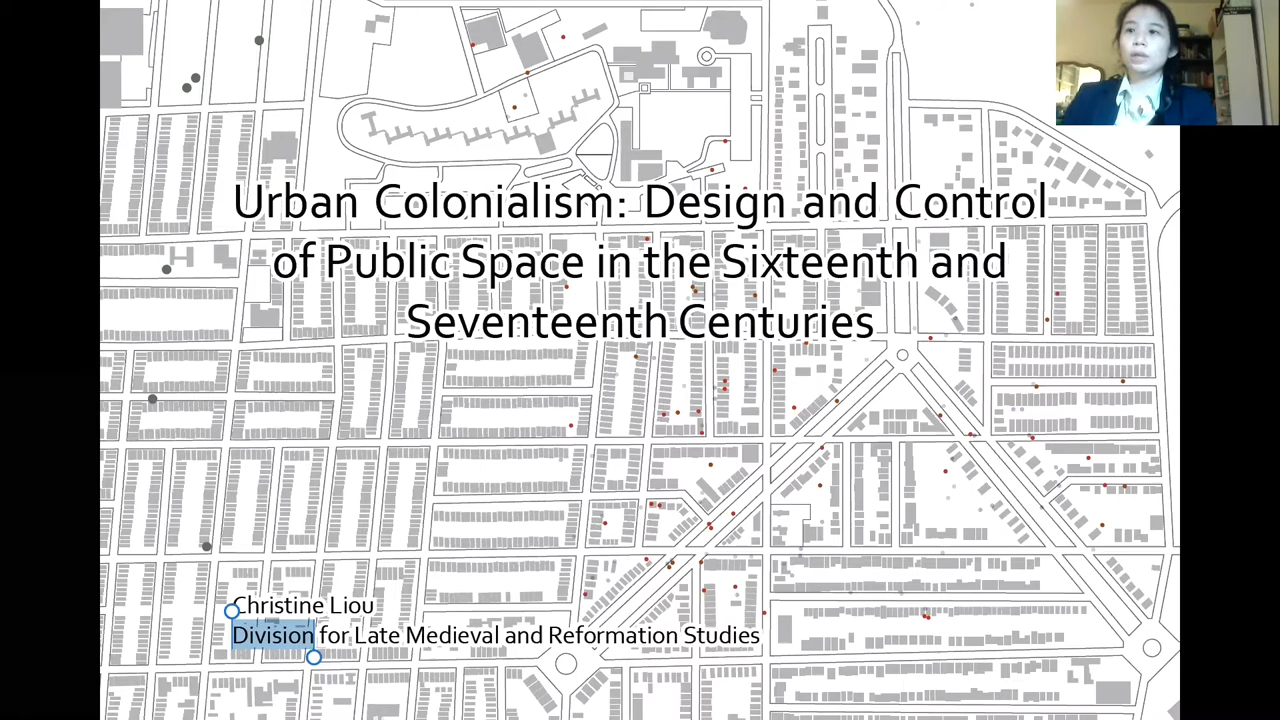 Urban Colonialism: Design and Control
of Public Space in the Sixteenth and
Seventeenth Centuries
Christine Liou
Division for Late Medieval and Reformation Studies